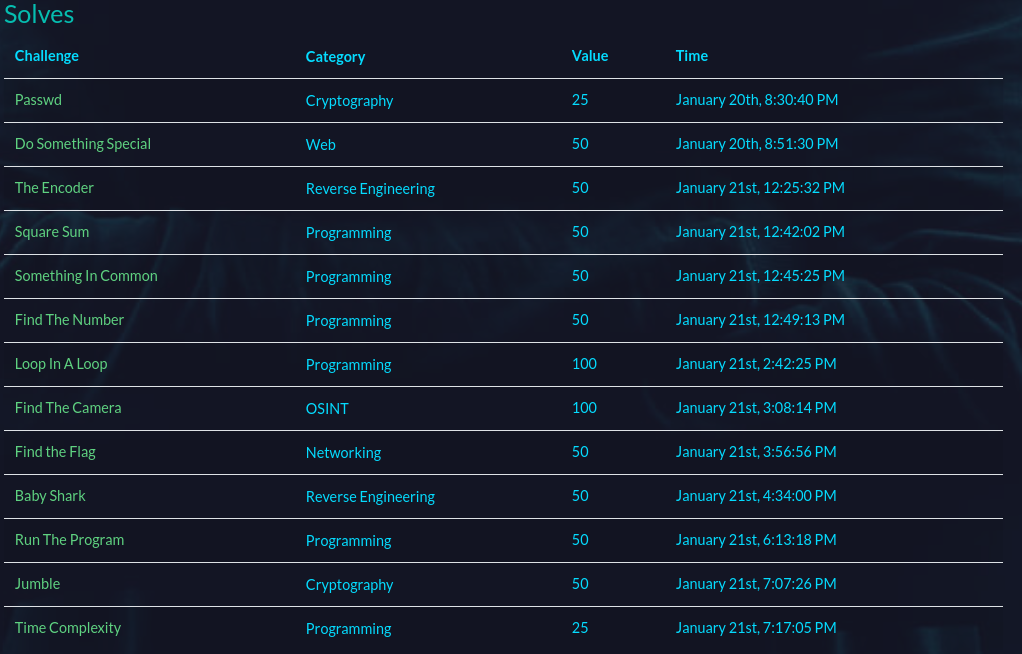 Solves
Challenge Category Value Time
Passwd Cryptography 25 January 20th, 8:30:40 PM
Do Something Special Web 50 January 20th, 8:51:30 PM
The Encoder Reverse Engineering 50 January 21st, 12:25:32 PM
Square Sum Programming 50 January 21st, 12:42:02 PM
Something In Common Programming 50 January 21st, 12:45:25 PM
Find The Number Programming 50 January 21st, 12:49:13 PM
Loop In A Loop Programming 100 January 21st, 2:42:25 PM
Find The Camera OSINT 100 January 21st, 3:08:14 PM
Find the Flag Networking 50 January 21st, 3:56:56 PM
Baby Shark Reverse Engineering 50 January 21st, 4:34:00 PM
Run The Program Programming 50 January 21st, 6:13:18 PM
Jumble Cryptography 50 January 21st, 7:07:26 PM
Time Complexity Programming 25 January 21st, 7:17:05 PM